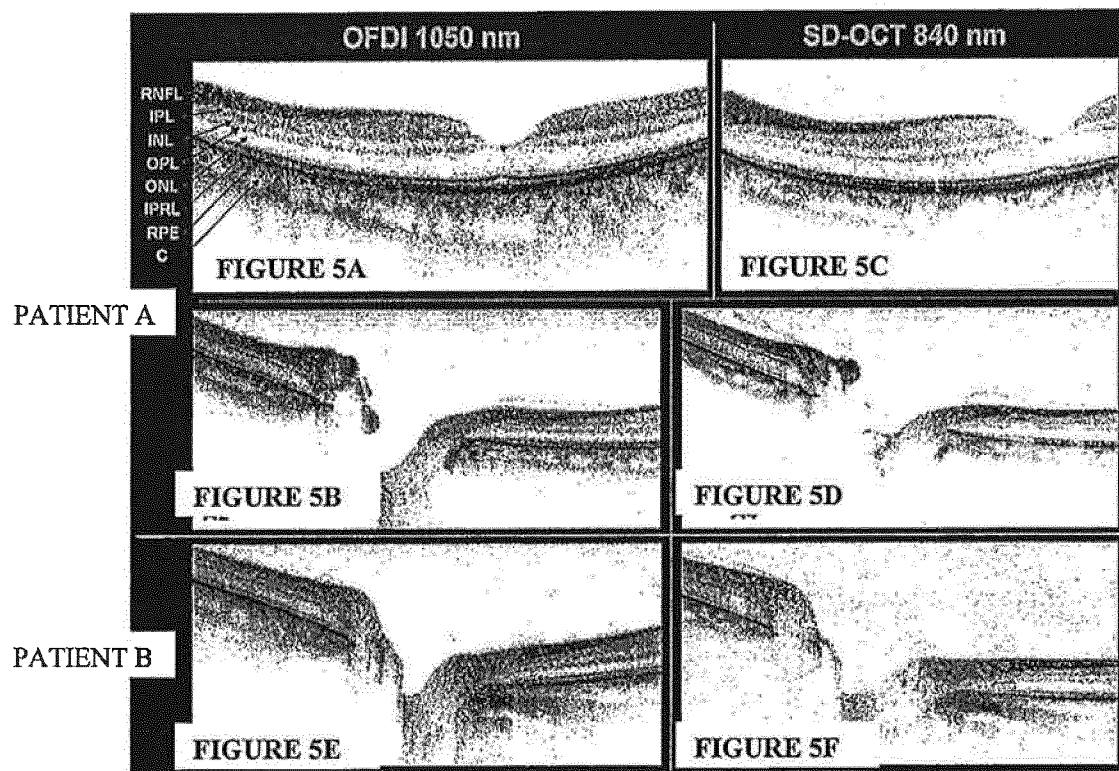 OFDI 1050 nm
SD-OCT 840 nm
RNFL
IPL
INL
OPL
ONL
IPRL
RPE
C
FIGURE 5A
FIGURE 5C
PATIENT A
FIGURE 5B
FIGURE 5D
PATIENT B
FIGURE 5E
FIGURE 5F